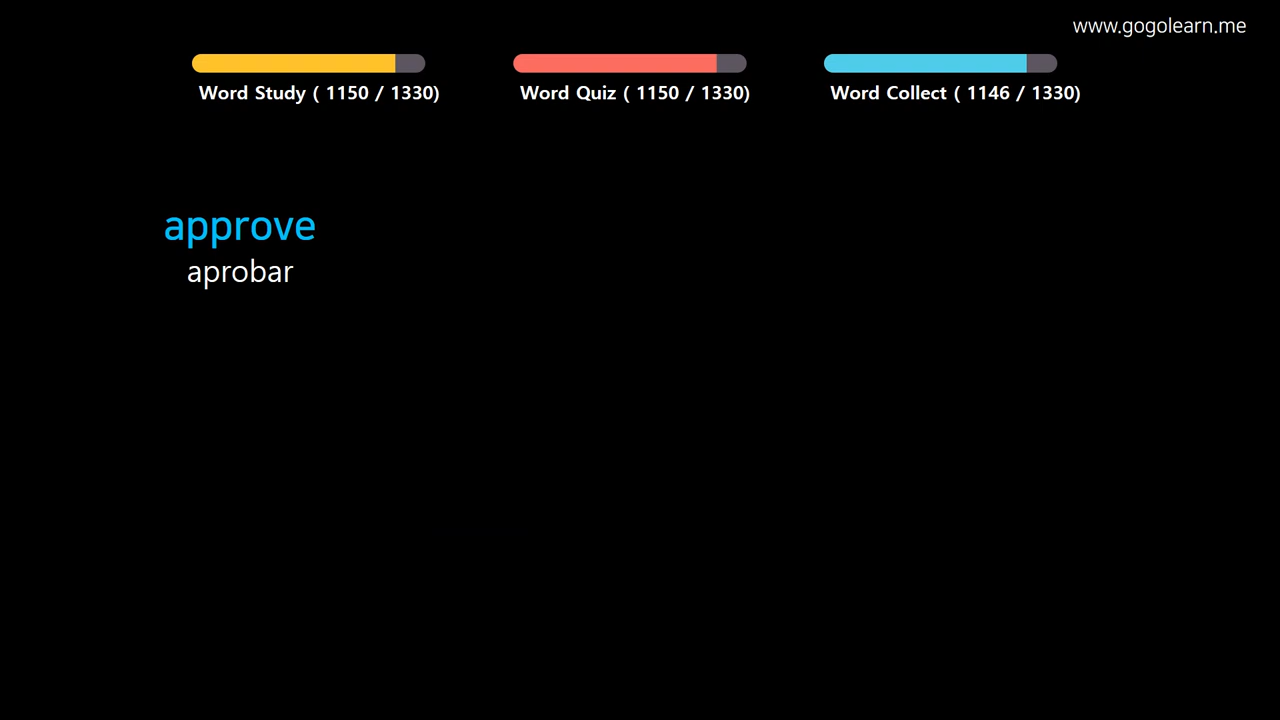 www.gogolearn.me
Word Study ( 1150 / 1330)
Word Quiz ( 1150 / 1330)
Word Collect ( 1146 / 1330)
approve
aprobar